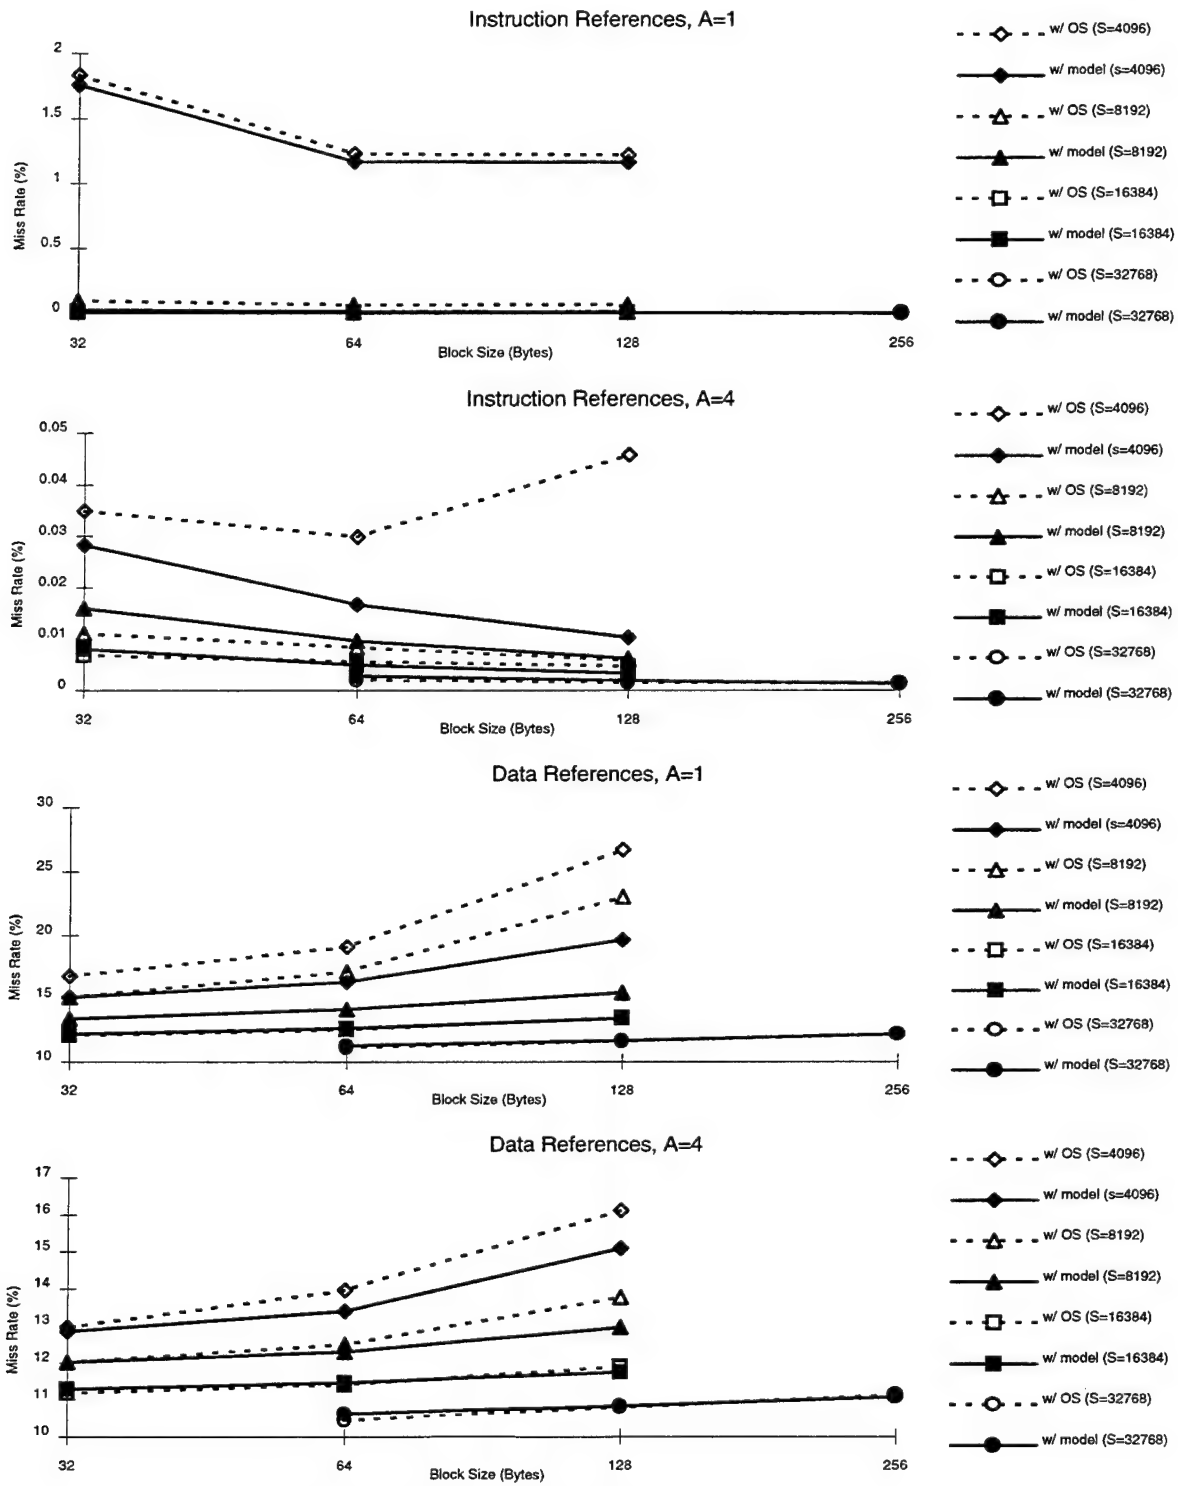 Instruction References, A=1
w/ OS (S=4096)
w/ model (s=4096)
w/ OS (S=8192)
w/ model (S=8192)
w/ OS (S=16384)
w/ model (S=16384)
w/ OS (S=32768)
w/ model (S=32768)
Miss Rate (%)
2
1.5
1
0.5
0
32
64
128
256
Block Size (Bytes)
Instruction References, A=4
w/ OS (S=4096)
w/ model (s=4096)
w/ OS (S=8192)
w/ model (S=8192)
w/ OS (S=16384)
w/ model (S=16384)
w/ OS (S=32768)
w/ model (S=32768)
Miss Rate (%)
0.05
0.04
0.03
0.02
0.01
0
32
64
128
256
Block Size (Bytes)
Data References, A=1
w/ OS (S=4096)
w/ model (s=4096)
w/ OS (S=8192)
w/ model (S=8192)
w/ OS (S=16384)
w/ model (S=16384)
w/ OS (S=32768)
w/ model (S=32768)
Miss Rate (%)
30
25
20
15
10
32
64
128
256
Block Size (Bytes)
Data References, A=4
w/ OS (S=4096)
w/ model (s=4096)
w/ OS (S=8192)
w/ model (S=8192)
w/ OS (S=16384)
w/ model (S=16384)
w/ OS (S=32768)
w/ model (S=32768)
Miss Rate (%)
17
16
15
14
13
12
11
10
32
64
128
256
Block Size (Bytes)